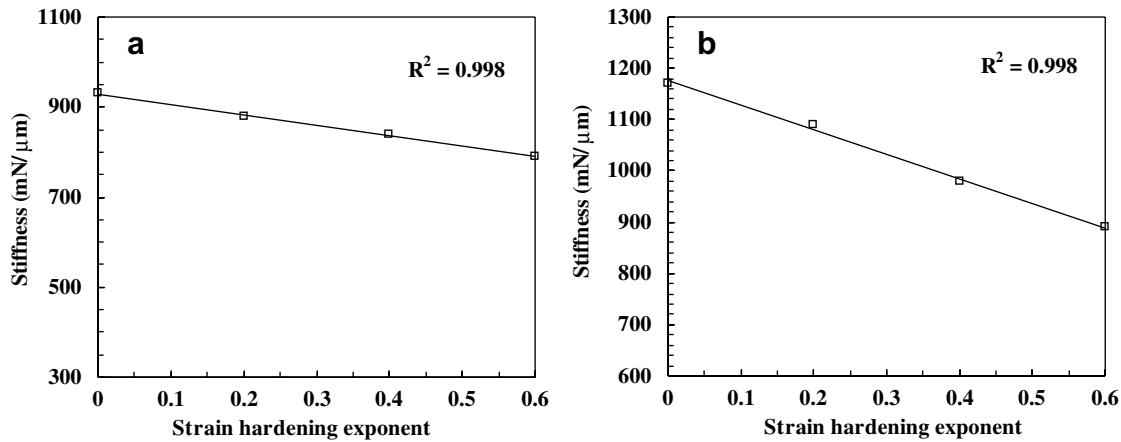 a
R² = 0.998
Stiffness (mN/μm)
1100
900
700
500
300
0 0.1 0.2 0.3 0.4 0.5 0.6
Strain hardening exponent
b
R² = 0.998
Stiffness (mN/μm)
1300
1200
1100
1000
900
800
700
600
0 0.1 0.2 0.3 0.4 0.5 0.6
Strain hardening exponent